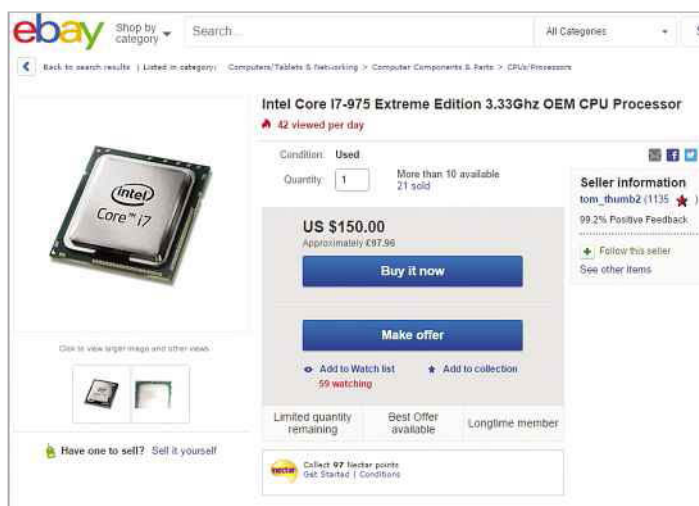 ebay
Shop by
category
Search...
All Categories
Back to search results | Listed in category: Computers/Tablets & Networking > Computer Components & Parts > CPUs/Processors
Intel Core I7-975 Extreme Edition 3.33Ghz OEM CPU Processor
42 viewed per day
Condition: Used
Quantity: 1
More than 10 available
21 sold
US $150.00
Approximately £97.96
Buy it now
Make offer
Add to Watch list
Add to collection
59 watching
Limited quantity remaining
Best Offer available
Longtime member
Collect 97 Nectar points
Get Started | Conditions
nectar
intel
Core™ i7
Click to view larger image and other views
Have one to sell? Sell it yourself
Seller information
tom_thumb2 (1135 )
99.2% Positive Feedback
Follow this seller
See other items